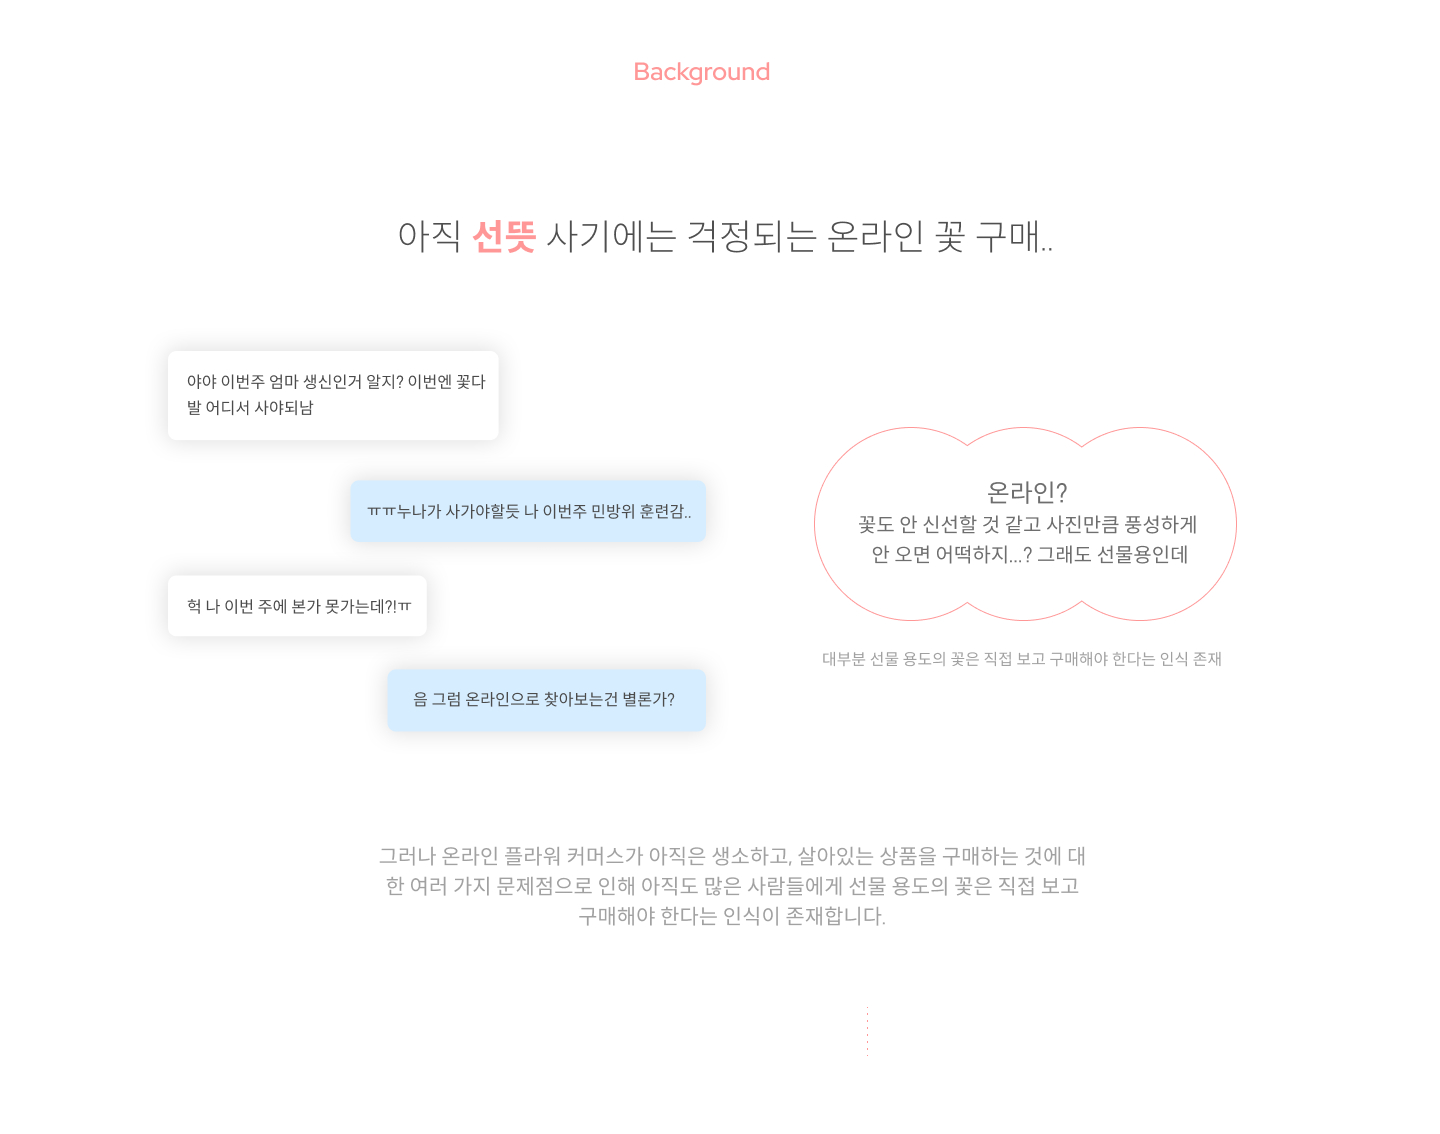 Background
아직 선뜻 사기에는 걱정되는 온라인 꽃 구매..
야야 이번주 엄마 생신인거 알지? 이번엔 꽃다
발 어디서 사야되남
ㅠㅠ누나가 사가야할듯 나 이번주 민방위 훈련감..
헉 나 이번 주에 본가 못가는데?!ㅠ
음 그럼 온라인으로 찾아보는건 별론가?
온라인?
꽃도 안 신선할 것 같고 사진만큼 풍성하게
안 오면 어떡하지...? 그래도 선물용인데
대부분 선물 용도의 꽃은 직접 보고 구매해야 한다는 인식 존재
그러나 온라인 플라워 커머스가 아직은 생소하고, 살아있는 상품을 구매하는 것에 대
한 여러 가지 문제점으로 인해 아직도 많은 사람들에게 선물 용도의 꽃은 직접 보고
구매해야 한다는 인식이 존재합니다.